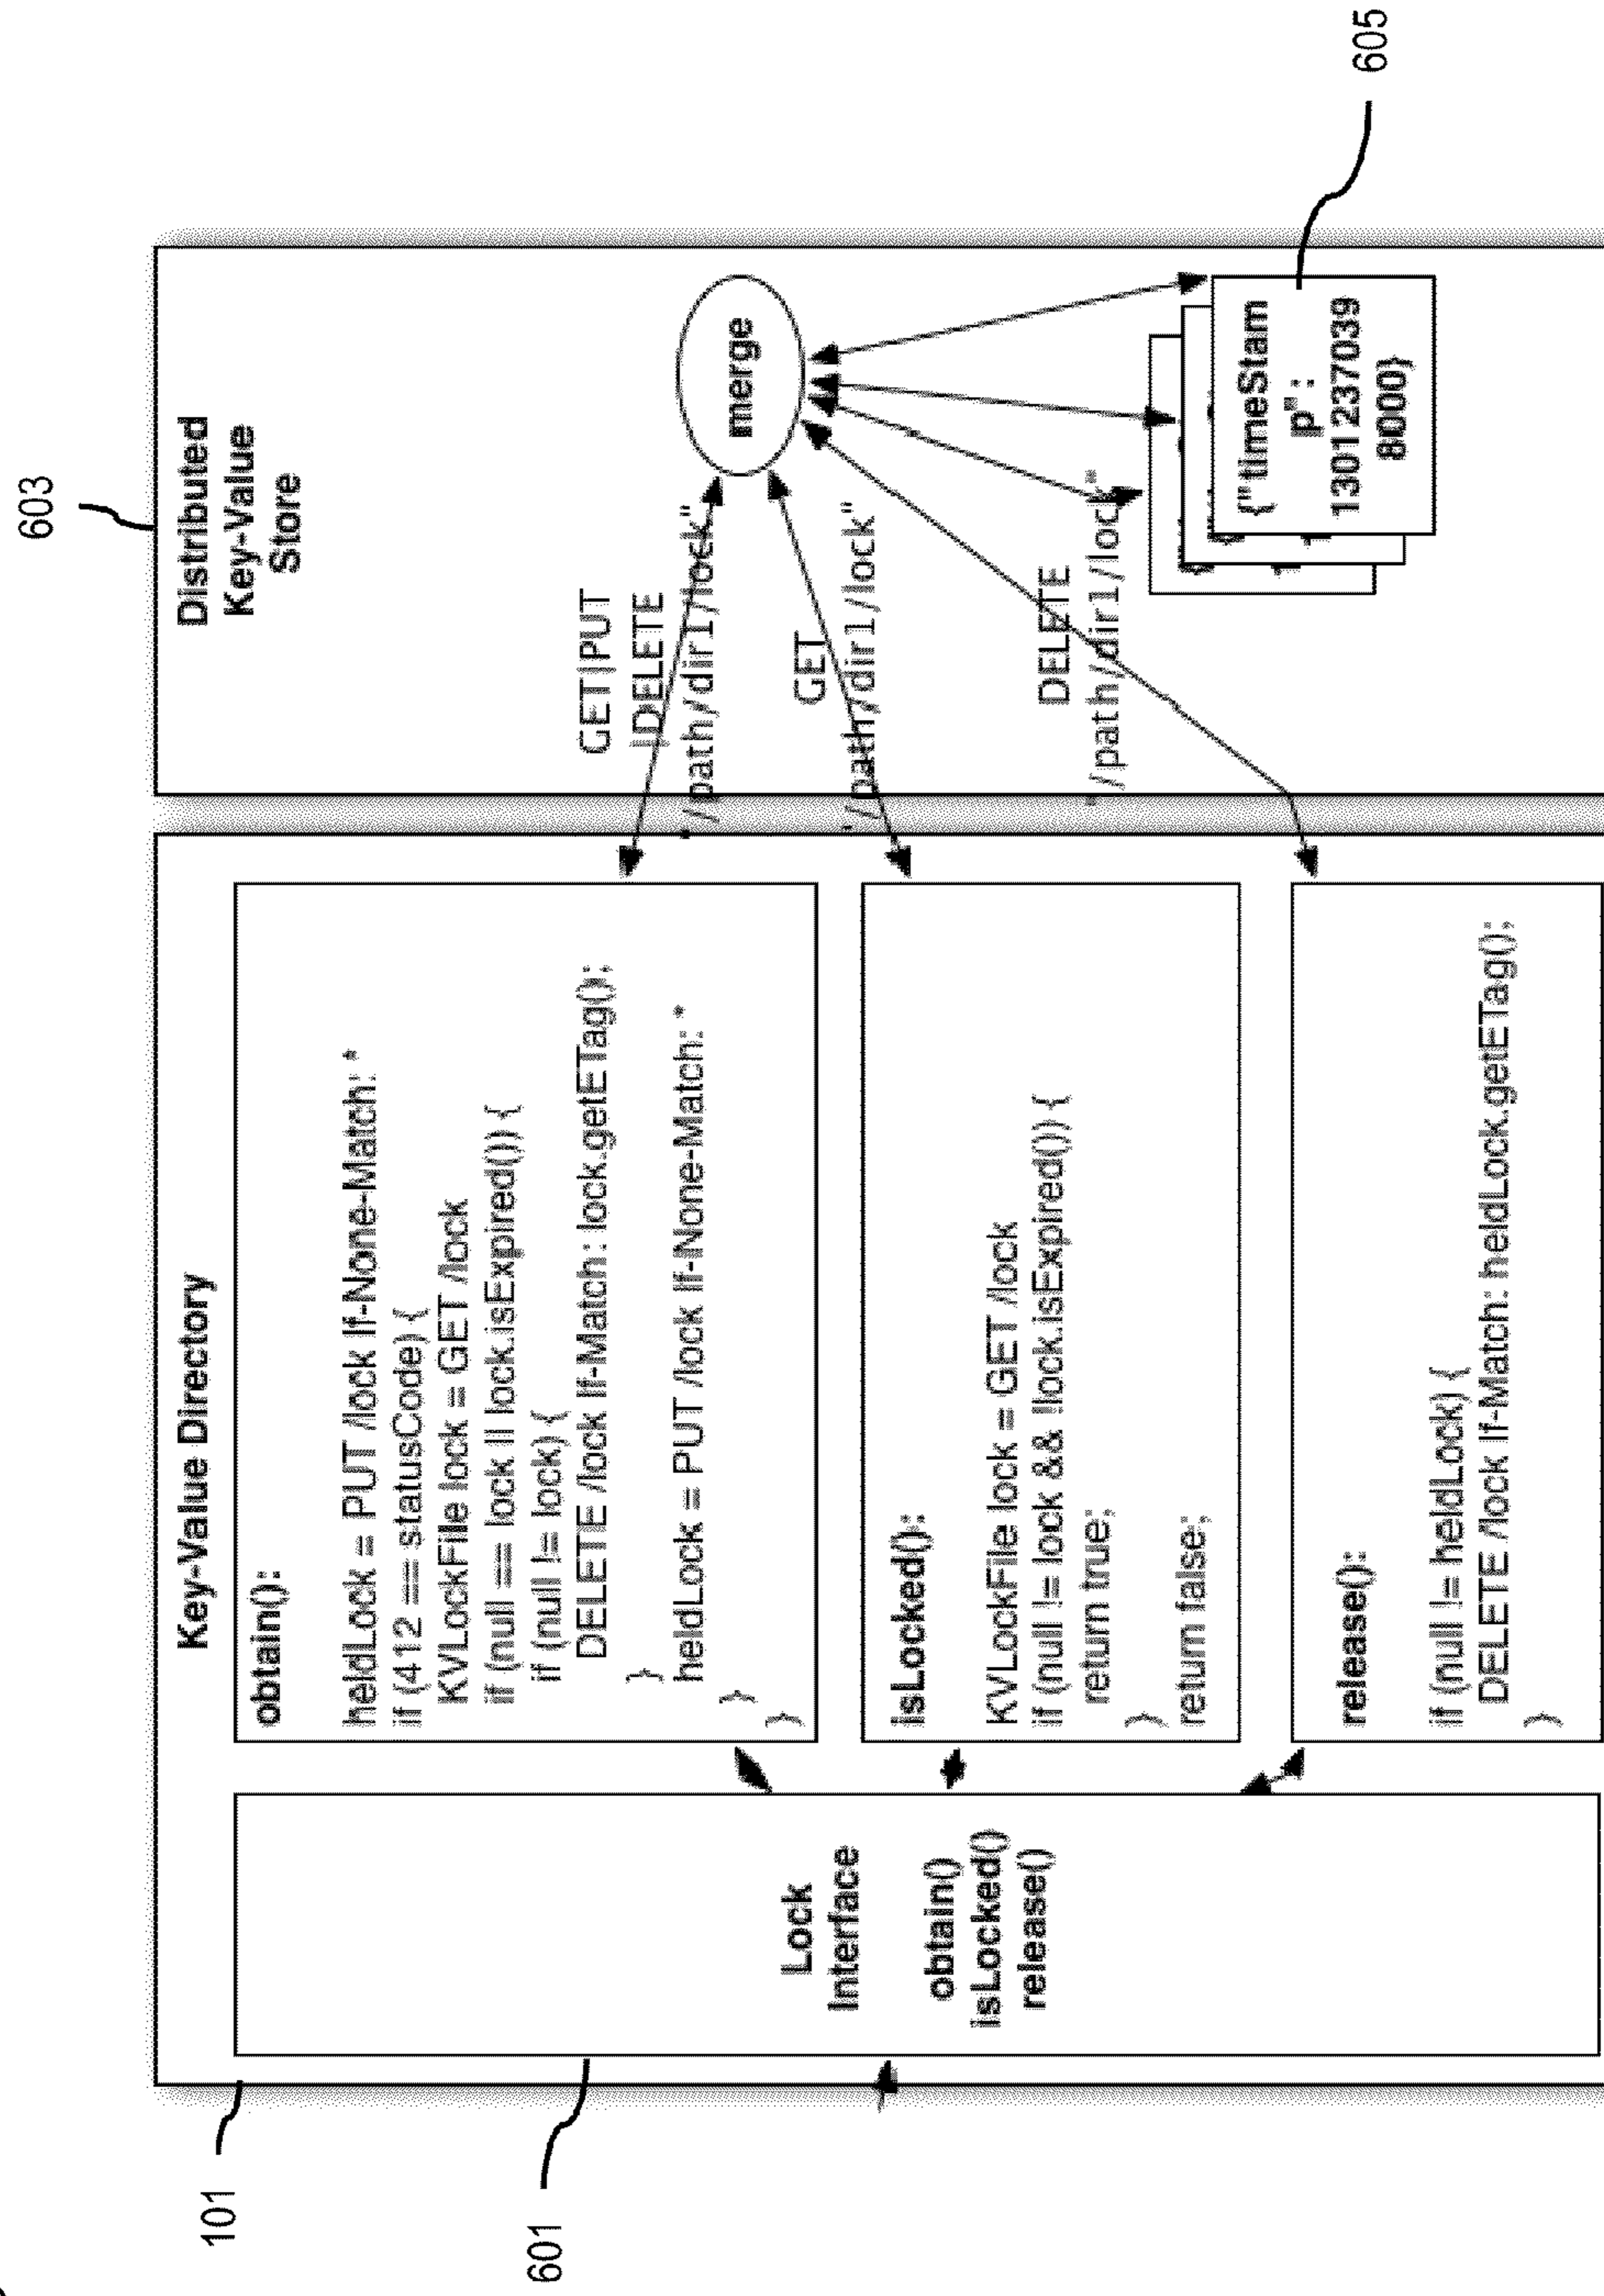 603
Distributed
Key-Value
Store
101
601
Key-Value Directory
Lock
Interface
obtain()
isLocked()
release()
obtain():
heldLock = PUT /lock If-None-Match: *
if (412 == statusCode) {
KVLockFile lock = GET /lock
if (null == lock || lock.isExpired()) {
if (null != lock) {
DELETE /lock If-Match: lock.getETag();
}
heldLock = PUT /lock If-None-Match: *
}
}
isLocked():
KVLockFile lock = GET /lock
if (null != lock && !lock.isExpired()) {
return true;
}
return false;
release():
if (null != heldLock) {
DELETE /lock If-Match: heldLock.getETag();
}
GET|PUT
|DELETE
"/path/dir1/lock"
GET
"/path/dir1/lock"
DELETE
"/path/dir1/lock"
merge
{"timeStam
p":
1301237039
8000}
605